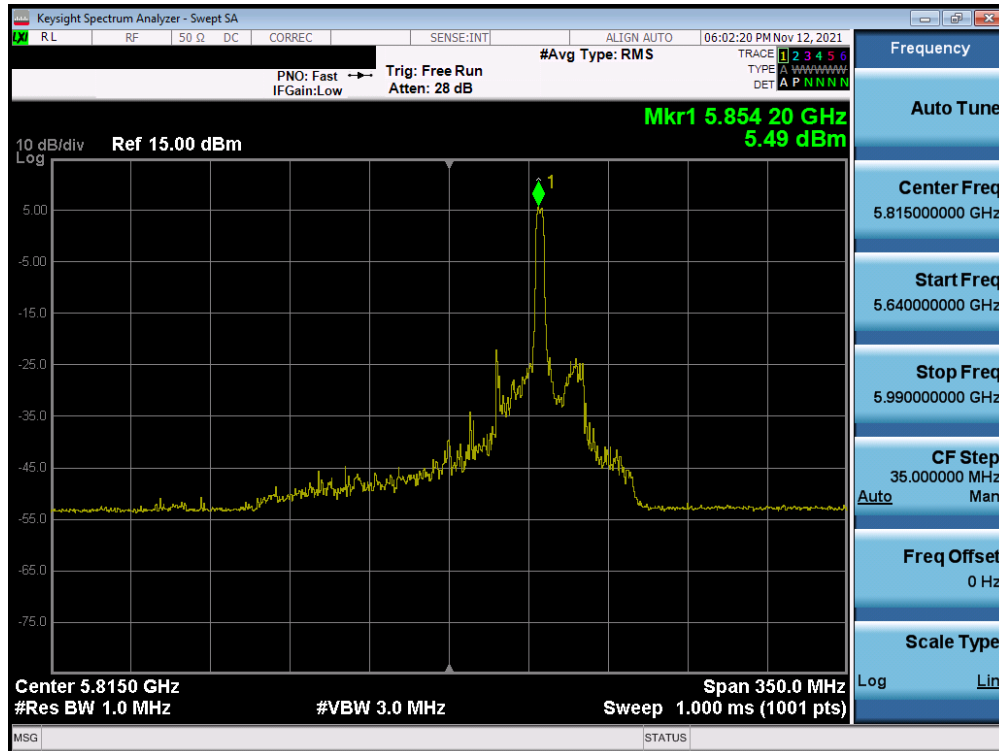 Keysight Spectrum Analyzer - Swept SA
LXI RL RF 50 Ω DC CORREC SENSE:INT ALIGN AUTO 06:02:20 PM Nov 12, 2021
PNO: Fast
IFGain:Low
Trig: Free Run
Atten: 28 dB
#Avg Type: RMS
TRACE 1 2 3 4 5 6
TYPE A WWWWW
DET A P N N N N
Mkr1 5.854 20 GHz
5.49 dBm
10 dB/div
Log
Ref 15.00 dBm
1
5.00
-5.00
-15.0
-25.0
-35.0
-45.0
-55.0
-65.0
-75.0
Center 5.8150 GHz
Span 350.0 MHz
#Res BW 1.0 MHz
#VBW 3.0 MHz
Sweep 1.000 ms (1001 pts)
MSG
STATUS
Frequency
Auto Tune
Center Freq
5.815000000 GHz
Start Freq
5.640000000 GHz
Stop Freq
5.990000000 GHz
CF Step
35.000000 MHz
Auto Man
Freq Offset
0 Hz
Scale Type
Log Lin